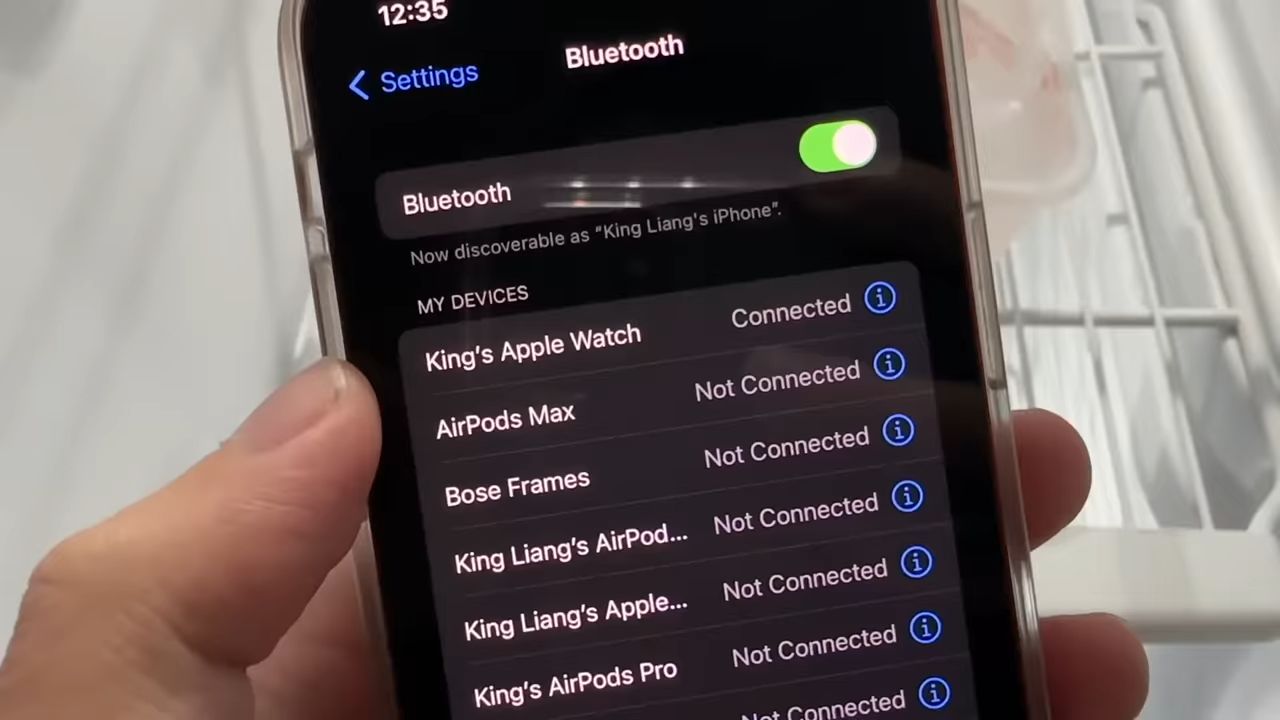 12:35
Settings
Bluetooth
Bluetooth
Now discoverable as “King Liang's iPhone”.
MY DEVICES
King's Apple Watch Connected
AirPods Max Not Connected
Bose Frames Not Connected
King Liang's AirPod... Not Connected
King Liang's Apple... Not Connected
King's AirPods Pro Not Connected
Not Connected